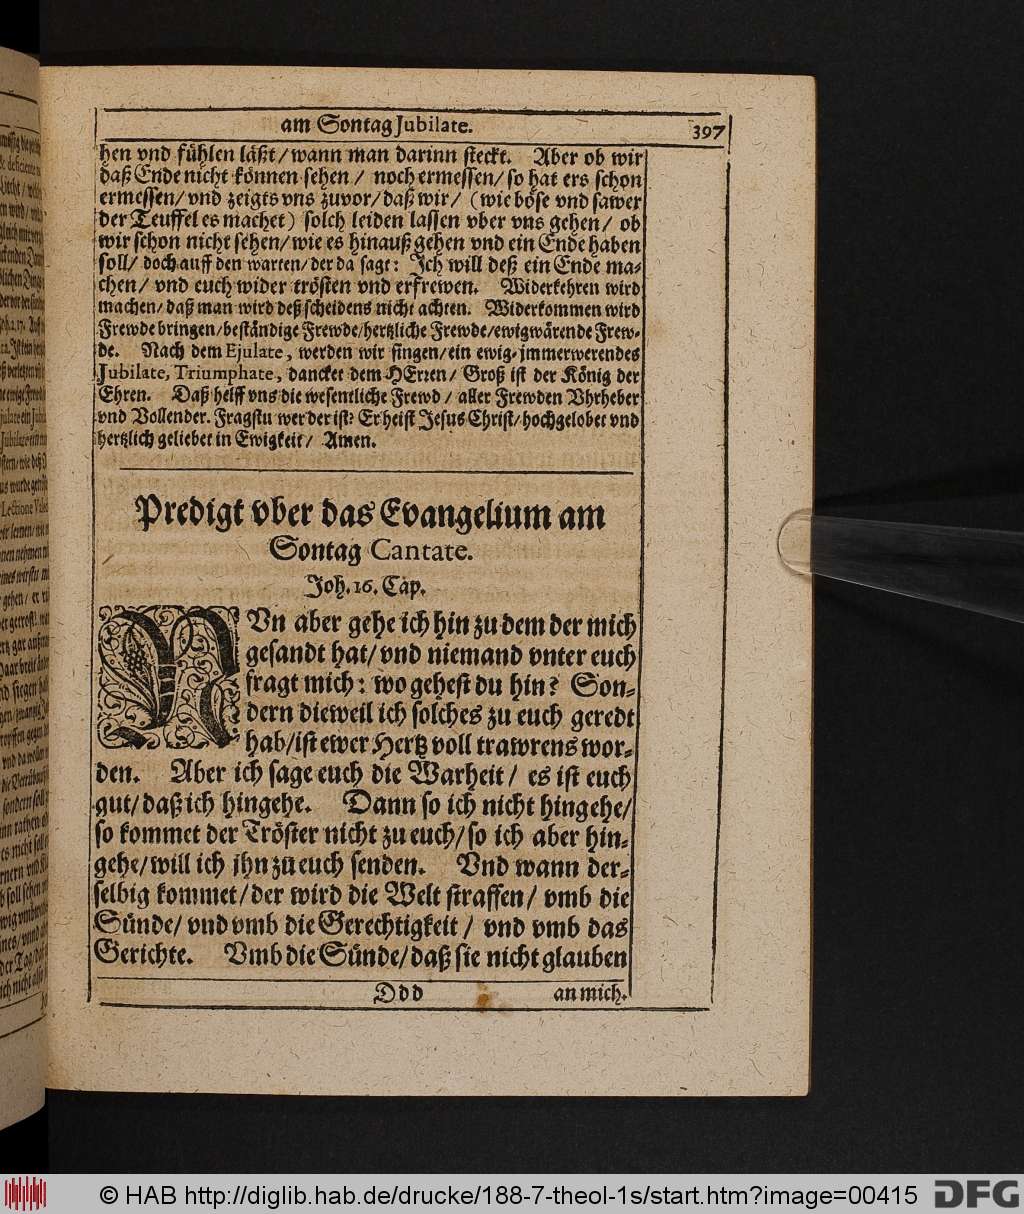 am Sontag Jubilate. 397
hen vnd fühlen läßt / wann man darinn steckt. Aber ob wir
daß Ende nicht können sehen / noch ermessen / so hat ers schon
ermessen / vnd zeigts vns zuvor / daß wir / (wie böse vnd sawer
der Teuffel es machet) solch leiden lassen vber vns gehen / ob
wir schon nicht sehen / wie es hinauß gehen vnd ein Ende haben
soll / doch auff den warten / der da sagt: Ich will deß ein Ende ma-
chen / vnd euch wider trösten vnd erfrewen. Widerkehren wird
machen / daß man wird deß scheidens nicht achten. Widerkommen wird
Frewde bringen / beständige Frewde / hertzliche Frewde / ewigwärende Frew-
de. Nach dem Ejulate, werden wir singen / ein ewig-jmmerwerendes
Jubilate, Triumphate, dancket dem HErren / Groß ist der König der
Ehren. Daß helff vns die wesentliche Frewd / aller Frewden Vhrheber
vnd Vollender. Fragstu wer der ist? Er heist Jesus Christ / hochgelobet vnd
hertzlich geliebet in Ewigkeit / Amen.
Predigt vber das Evangelium am
Sontag Cantate.
Joh. 16. Cap.
NVn aber gehe ich hin zu dem der mich
gesandt hat / vnd niemand vnter euch
fragt mich: wo gehest du hin? Son-
dern dieweil ich solches zu euch geredt
hab / ist ewer Hertz voll trawrens wor-
den. Aber ich sage euch die Warheit / es ist euch
gut / daß ich hingehe. Dann so ich nicht hingehe /
so kommet der Tröster nicht zu euch / so ich aber hin-
gehe / will ich jhn zu euch senden. Vnd wann der-
selbig kommet / der wird die Welt straffen / vmb die
Sünde / vnd vmb die Gerechtigkeit / vnd vmb das
Gerichte. Vmb die Sünde / daß sie nicht glauben
Ddd an mich.
© HAB http://diglib.hab.de/drucke/188-7-theol-1s/start.htm?image=00415 DFG